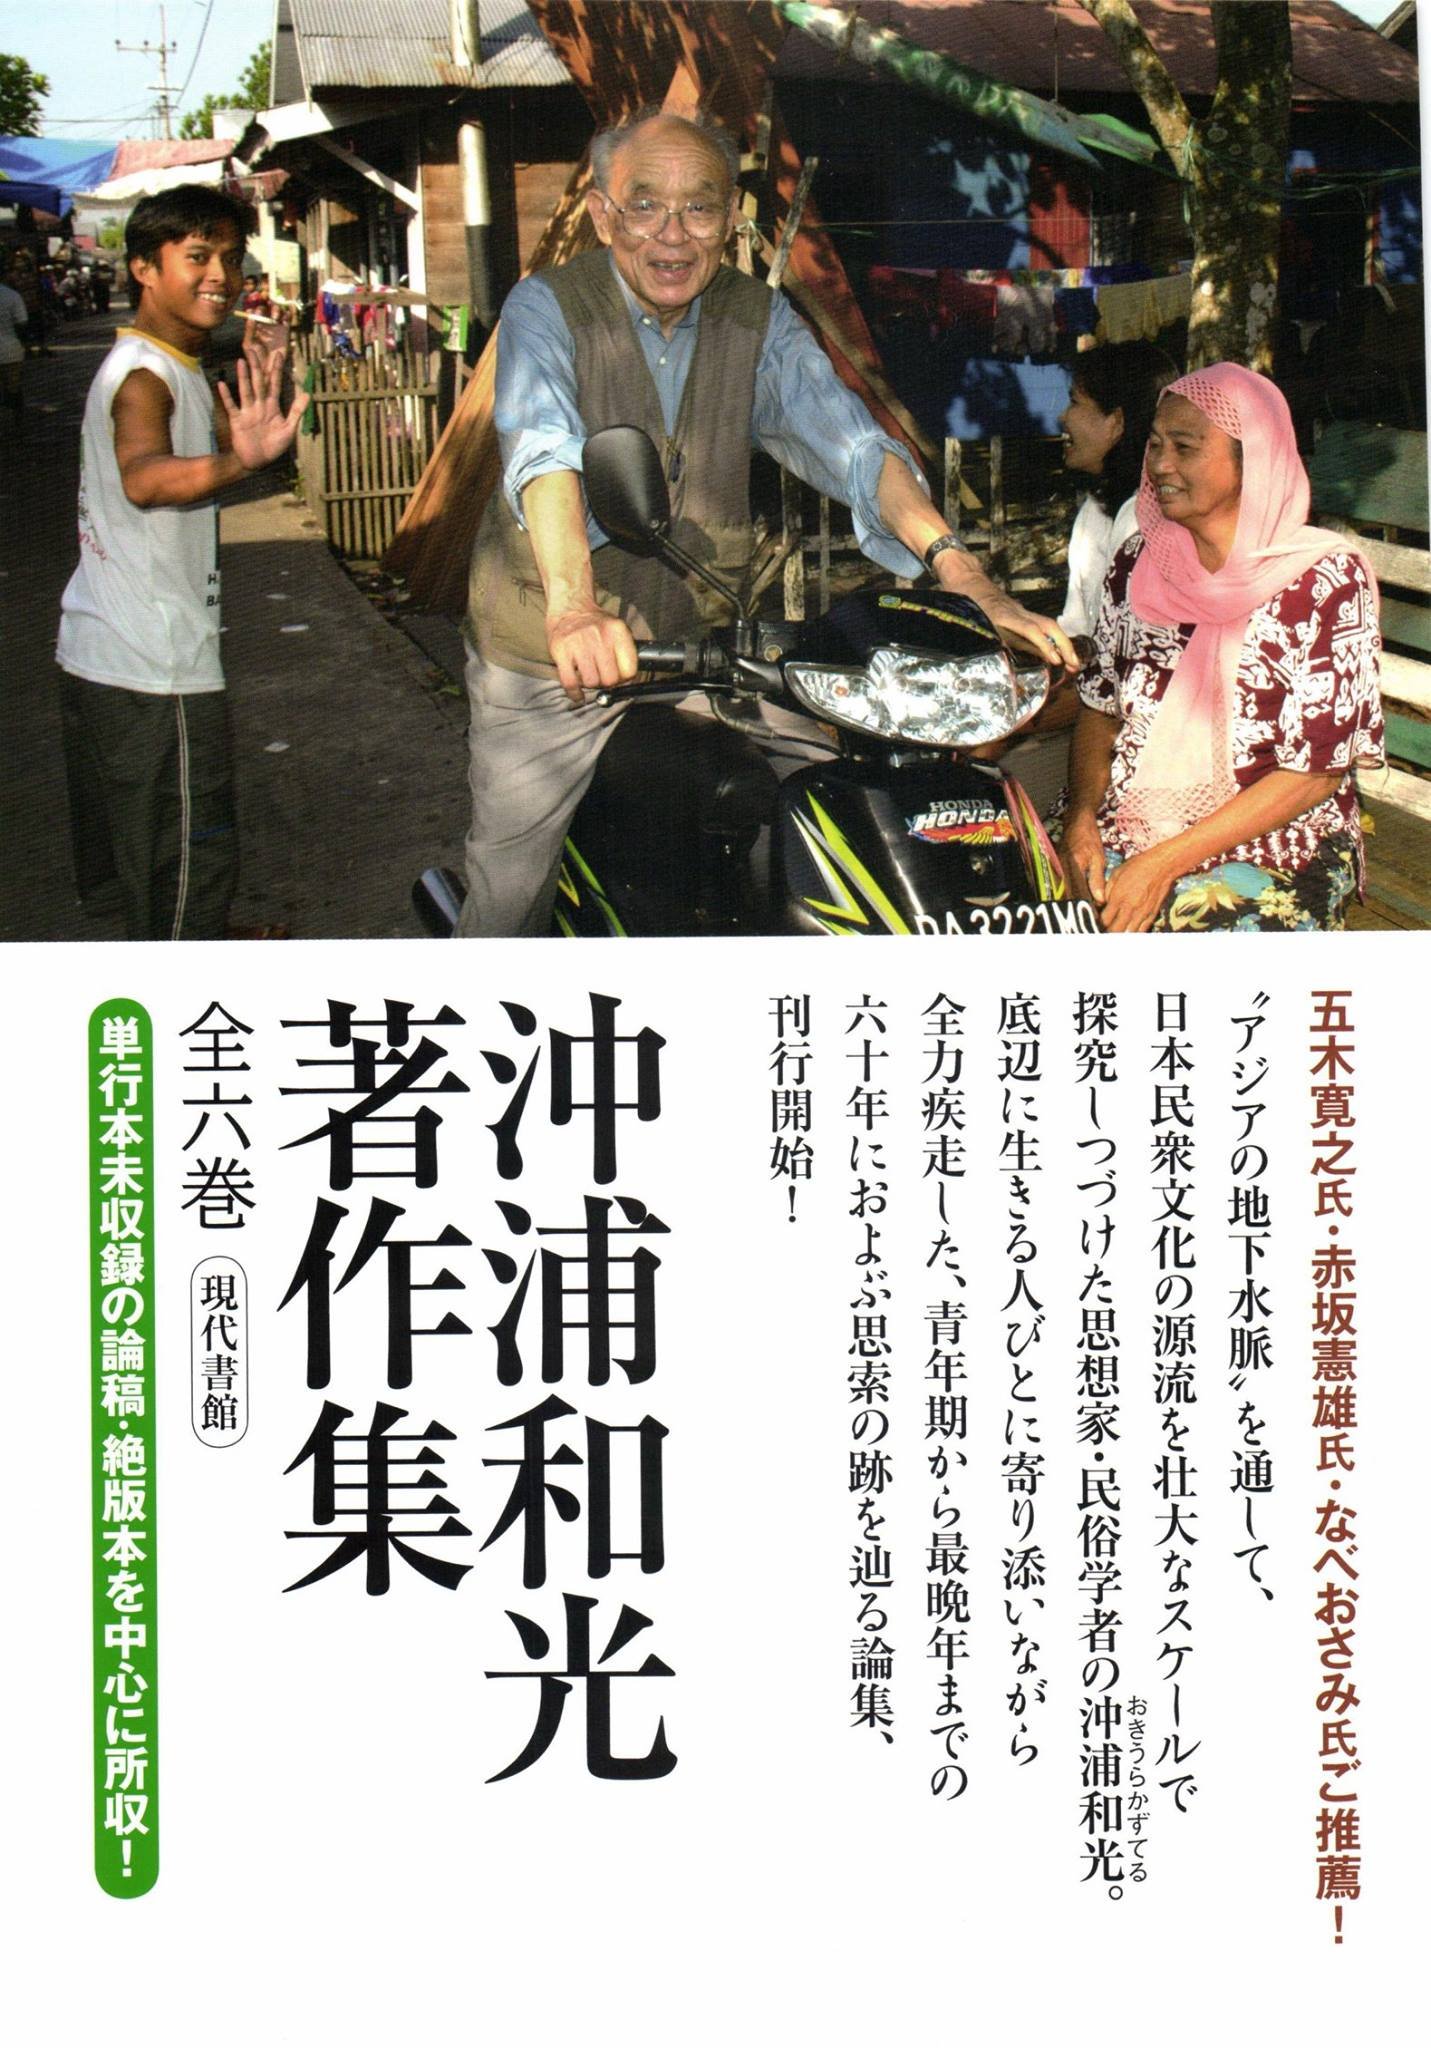 HONDA
HONDA
DA 3221MO
五木寛之氏・赤坂憲雄氏・なべおさみ氏ご推薦！
〝アジアの地下水脈〟を通して、
日本民衆文化の源流を壮大なスケールで
探究しつづけた思想家・民俗学者の沖浦和光。
おきうらかずてる
底辺に生きる人びとに寄り添いながら
全力疾走した、青年期から最晩年までの
六十年におよぶ思索の跡を辿る論集、
刊行開始！
沖浦和光
著作集
全六巻
現代書館
単行本未収録の論稿・絶版本を中心に所収！